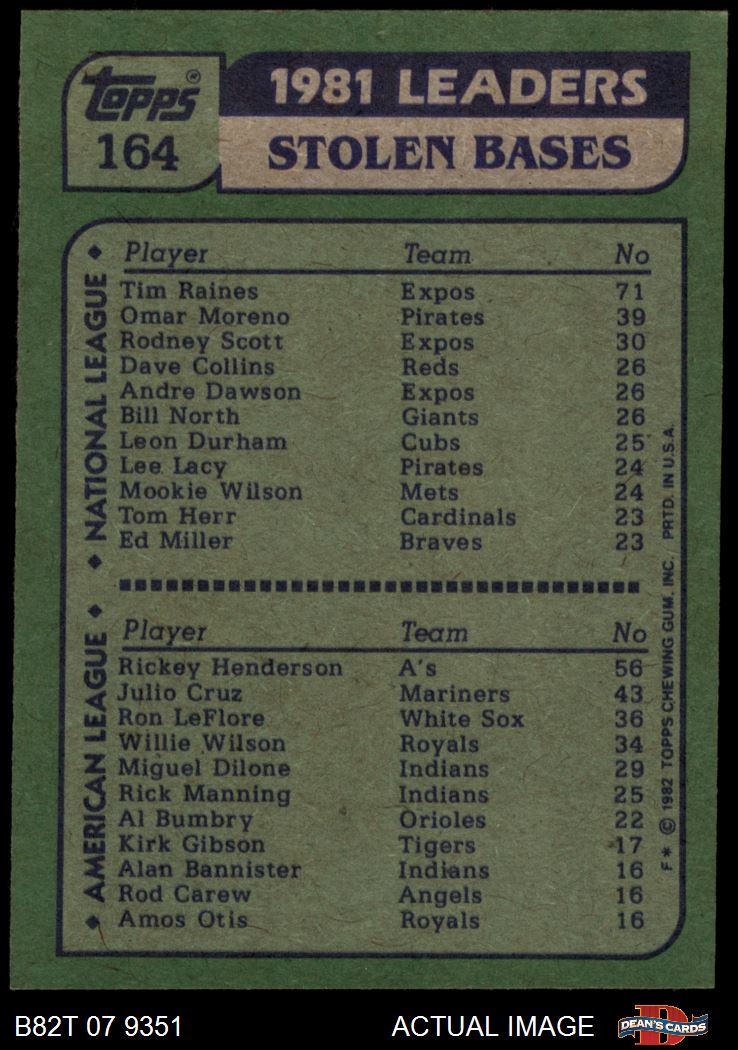 topps®
164
1981 LEADERS
STOLEN BASES
NATIONAL LEAGUE
Player Team No
Tim Raines Expos 71
Omar Moreno Pirates 39
Rodney Scott Expos 30
Dave Collins Reds 26
Andre Dawson Expos 26
Bill North Giants 26
Leon Durham Cubs 25
Lee Lacy Pirates 24
Mookie Wilson Mets 24
Tom Herr Cardinals 23
Ed Miller Braves 23
AMERICAN LEAGUE
Player Team No
Rickey Henderson A's 56
Julio Cruz Mariners 43
Ron LeFlore White Sox 36
Willie Wilson Royals 34
Miguel Dilone Indians 29
Rick Manning Indians 25
Al Bumbry Orioles 22
Kirk Gibson Tigers 17
Alan Bannister Indians 16
Rod Carew Angels 16
Amos Otis Royals 16
F* © 1982 TOPPS CHEWING GUM, INC. PRTD. IN U.S.A.
B82T 07 9351 ACTUAL IMAGE
D
DEAN'S CARDS